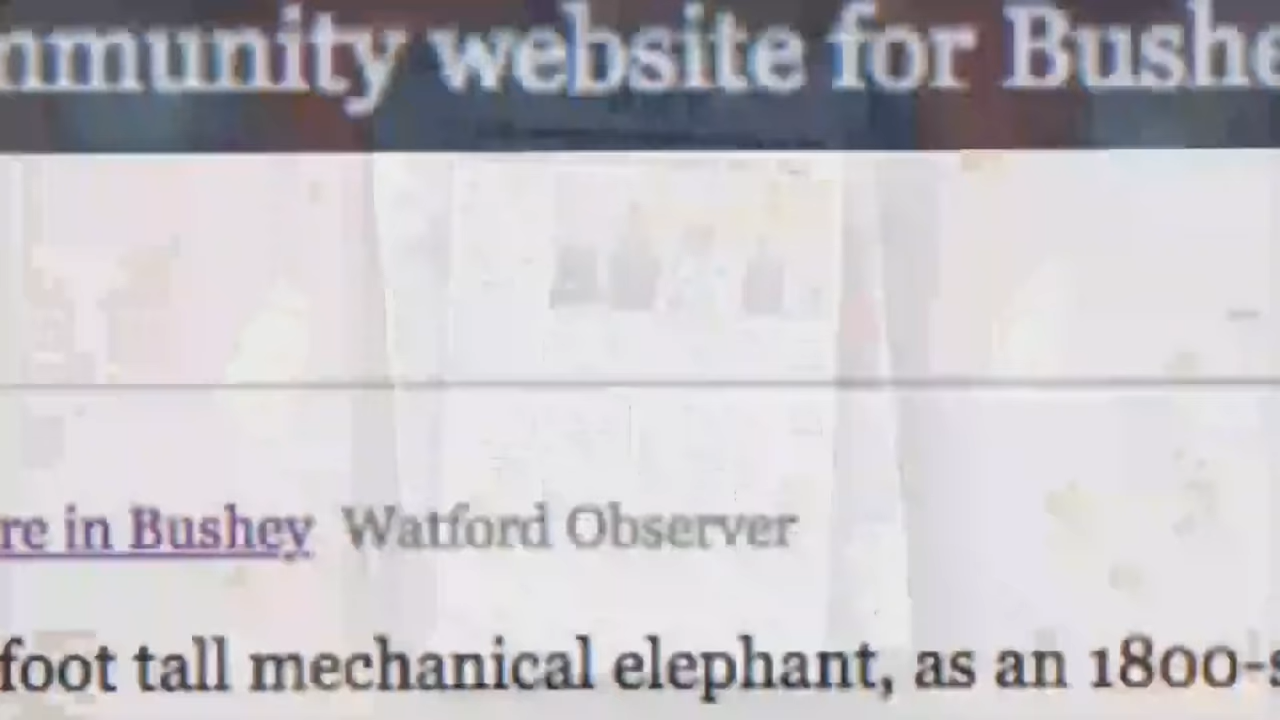 mmunity website for Bushe
re in Bushey Watford Observer
foot tall mechanical elephant, as an 1800-s